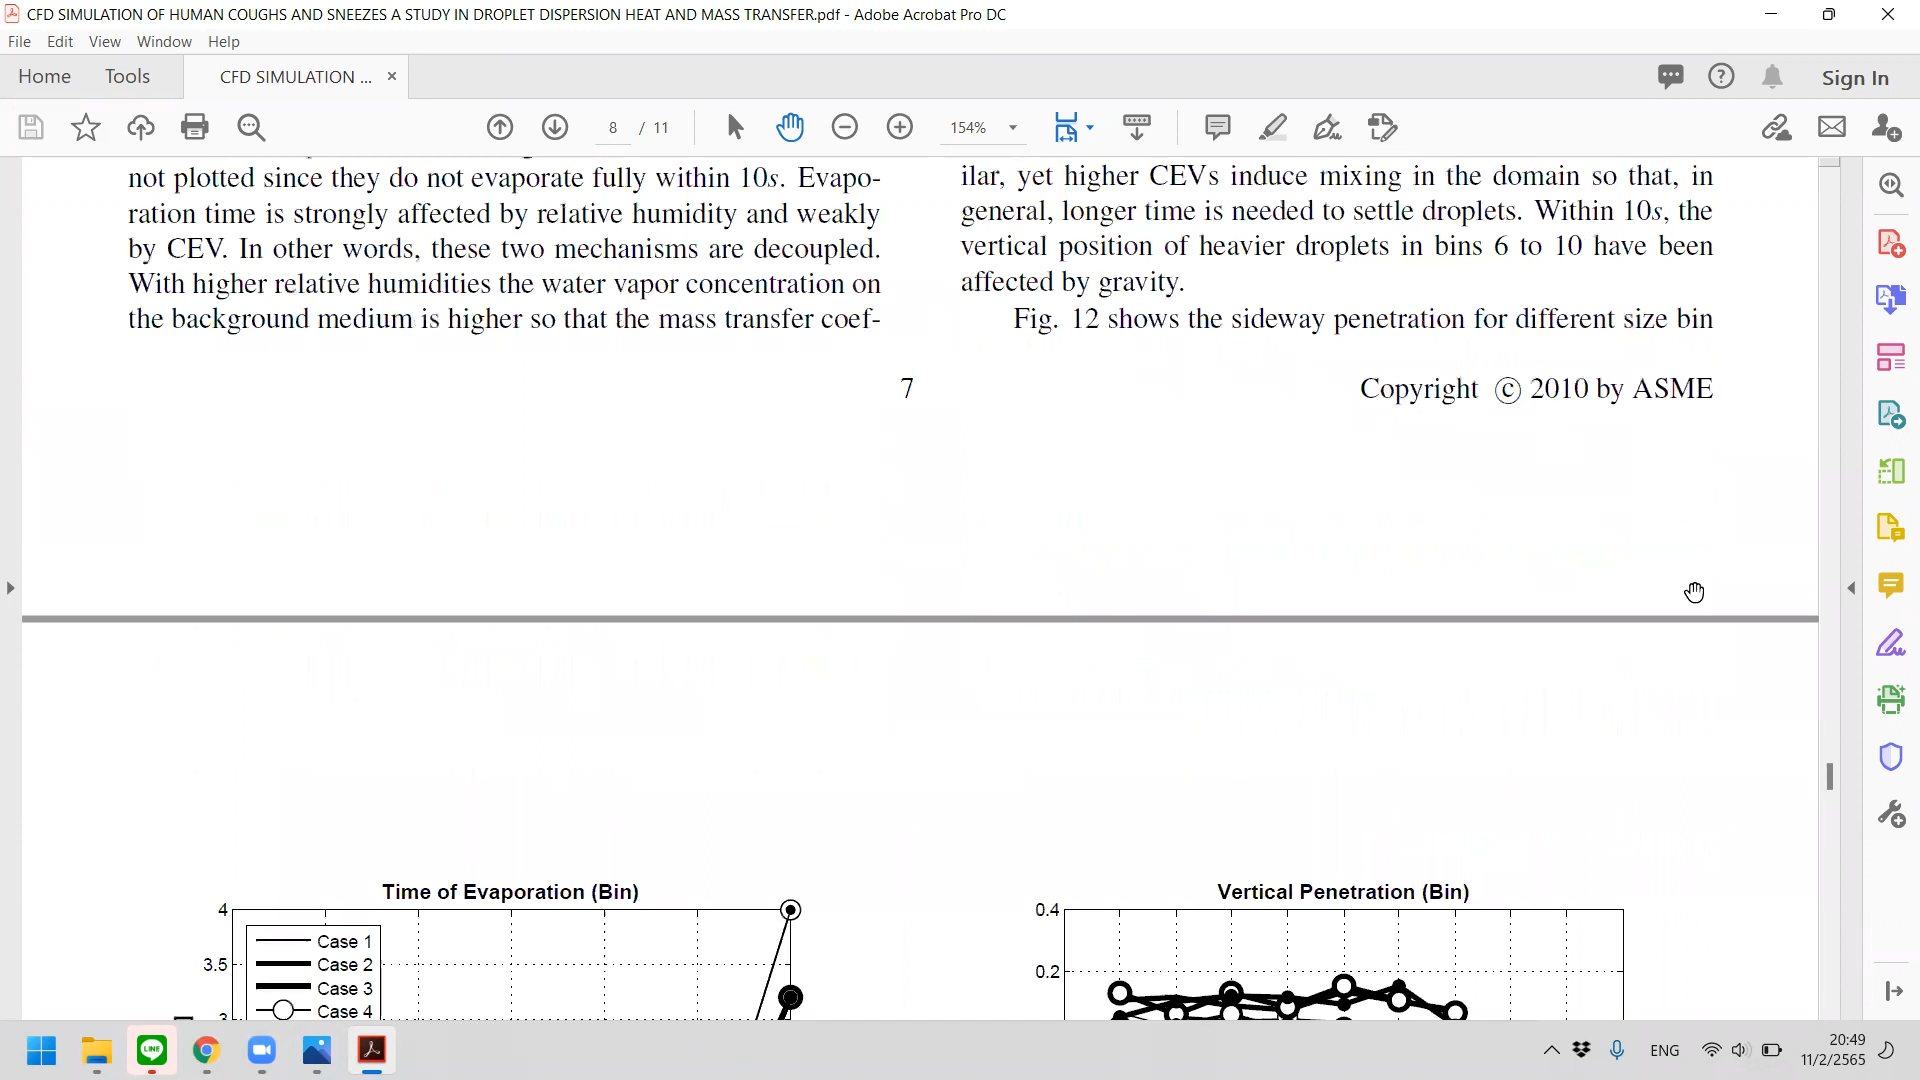 CFD SIMULATION OF HUMAN COUGHS AND SNEEZES A STUDY IN DROPLET DISPERSION HEAT AND MASS TRANSFER.pdf - Adobe Acrobat Pro DC
File Edit View Window Help
Home Tools CFD SIMULATION ... × Sign In
8 / 11 154%
not plotted since they do not evaporate fully within 10s. Evapo-
ration time is strongly affected by relative humidity and weakly
by CEV. In other words, these two mechanisms are decoupled.
With higher relative humidities the water vapor concentration on
the background medium is higher so that the mass transfer coef-
ilar, yet higher CEVs induce mixing in the domain so that, in
general, longer time is needed to settle droplets. Within 10s, the
vertical position of heavier droplets in bins 6 to 10 have been
affected by gravity.
Fig. 12 shows the sideway penetration for different size bin
7
Copyright © 2010 by ASME
Time of Evaporation (Bin)
4
3.5
3
Case 1
Case 2
Case 3
Case 4
Vertical Penetration (Bin)
0.4
0.2
LINE
ENG
20:49
11/2/2565